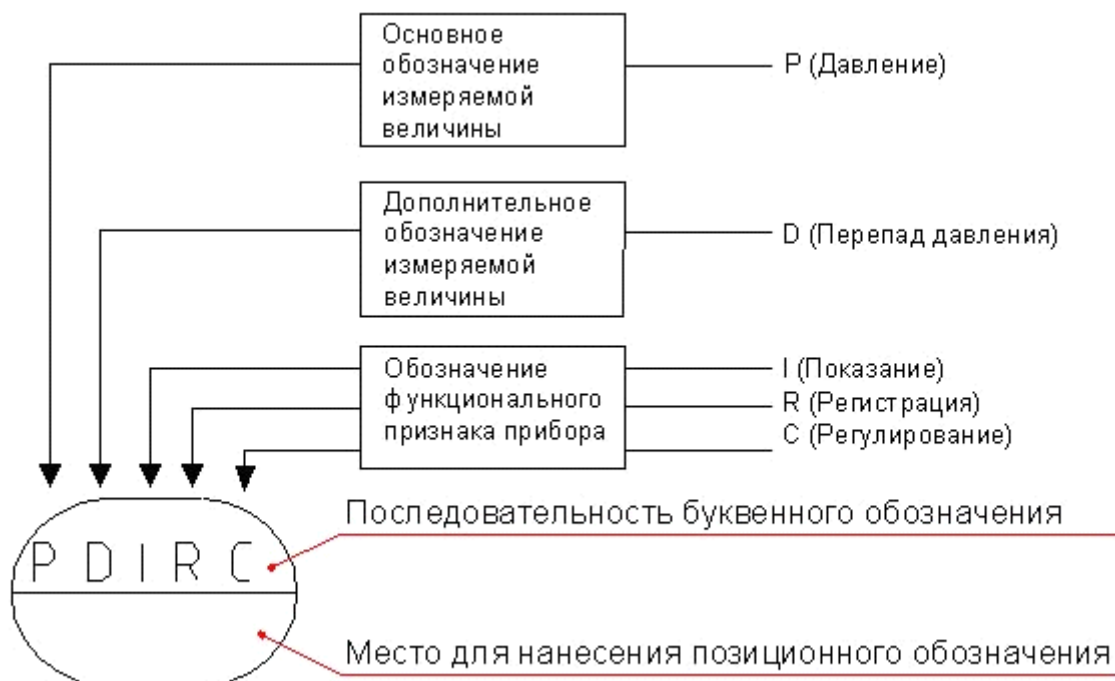 Основное
обозначение
измеряемой
величины
P (Давление)
Дополнительное
обозначение
измеряемой
величины
D (Перепад давления)
Обозначение
функционального
признака прибора
I (Показание)
R (Регистрация)
C (Регулирование)
Последовательность буквенного обозначения
P D I R C
Место для нанесения позиционного обозначения